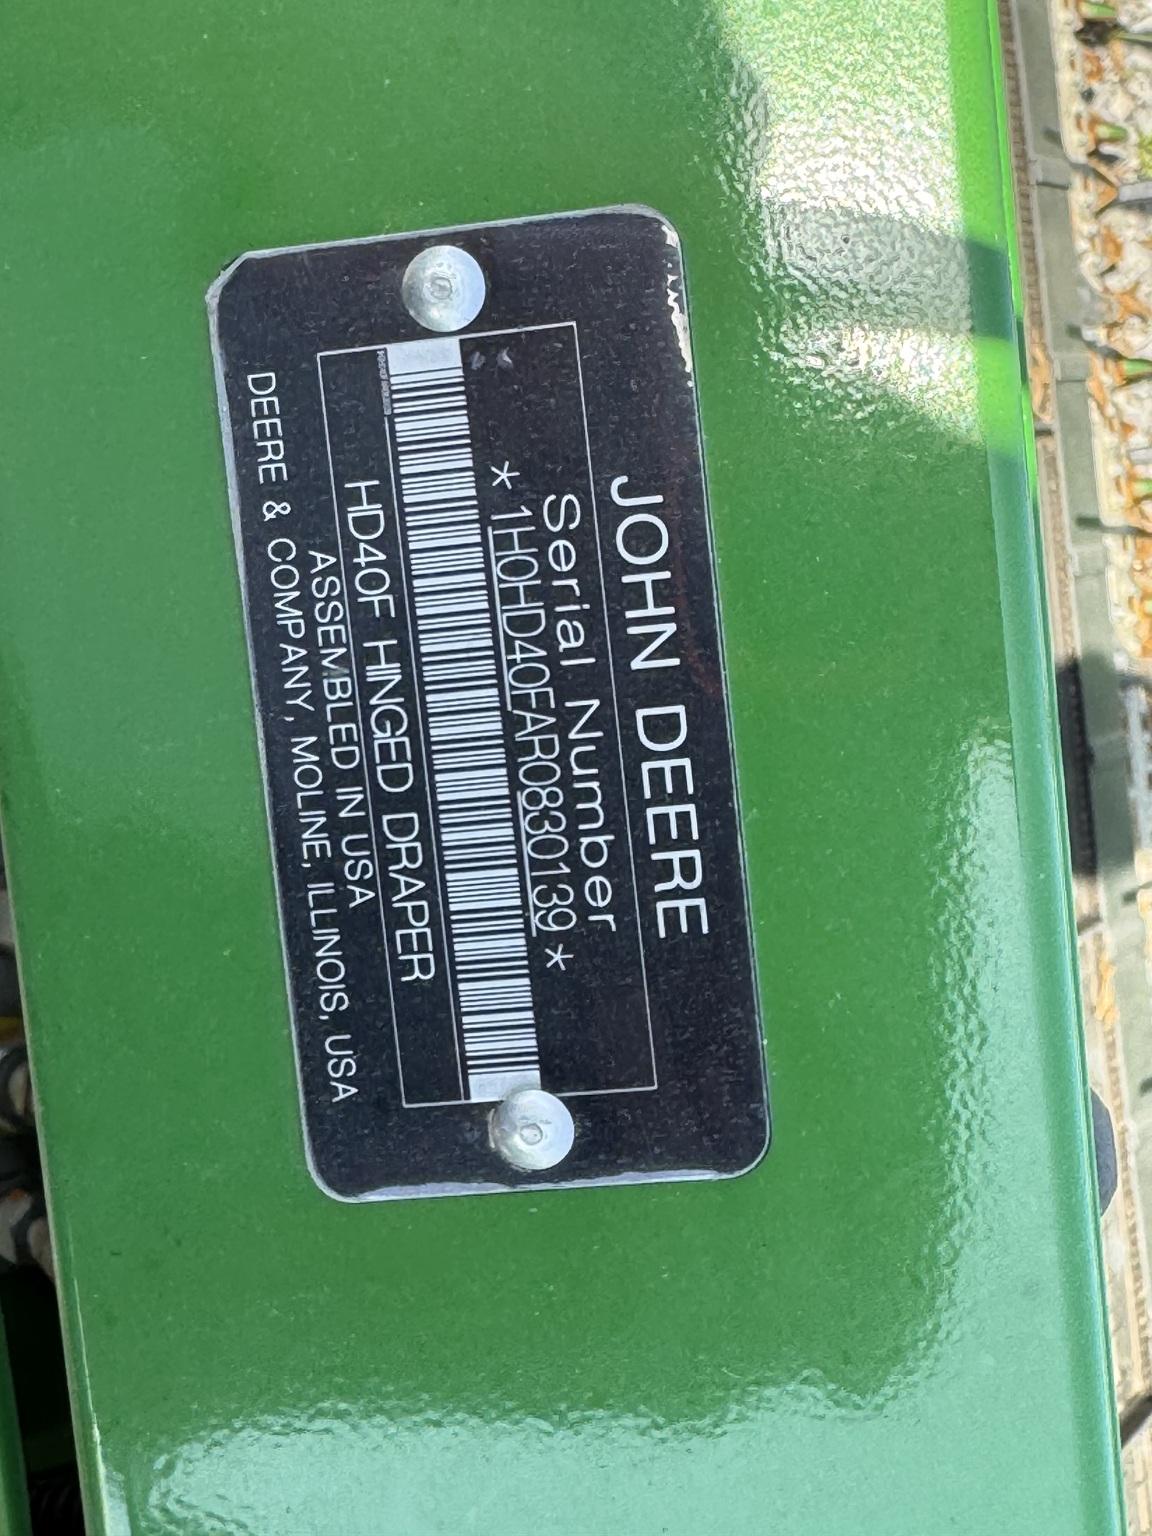 JOHN DEERE
Serial Number
*1H0HD40FAR0830139*
HD40F HINGED DRAPER
ASSEMBLED IN USA
DEERE & COMPANY, MOLINE, ILLINOIS, USA